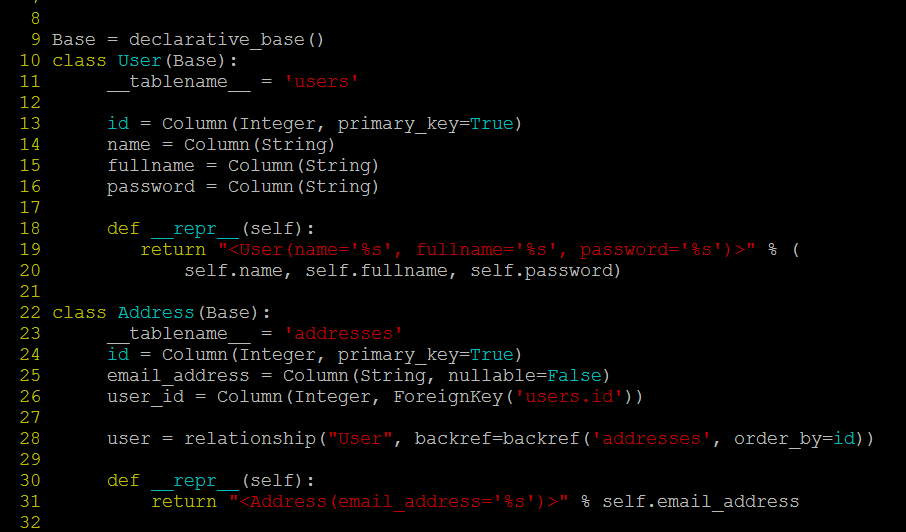 8
9 Base = declarative_base()
10 class User(Base):
11     __tablename__ = 'users'
12
13     id = Column(Integer, primary_key=True)
14     name = Column(String)
15     fullname = Column(String)
16     password = Column(String)
17
18     def __repr__(self):
19        return "<User(name='%s', fullname='%s', password='%s')>" % (
20            self.name, self.fullname, self.password)
21
22 class Address(Base):
23     __tablename__ = 'addresses'
24     id = Column(Integer, primary_key=True)
25     email_address = Column(String, nullable=False)
26     user_id = Column(Integer, ForeignKey('users.id'))
27
28     user = relationship("User", backref=backref('addresses', order_by=id))
29
30     def __repr__(self):
31         return "<Address(email_address='%s')>" % self.email_address
32